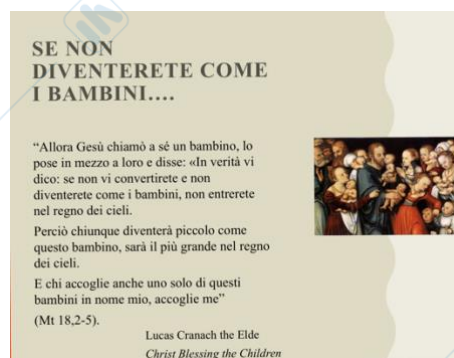 SE NON
DIVENTERETE COME
I BAMBINI....
“Allora Gesù chiamò a sé un bambino, lo
pose in mezzo a loro e disse: «In verità vi
dico: se non vi convertirete e non
diventerete come i bambini, non entrerete
nel regno dei cieli.
Perciò chiunque diventerà piccolo come
questo bambino, sarà il più grande nel regno
dei cieli.
E chi accoglie anche uno solo di questi
bambini in nome mio, accoglie me”
(Mt 18,2-5).
Lucas Cranach the Elde
Christ Blessing the Children